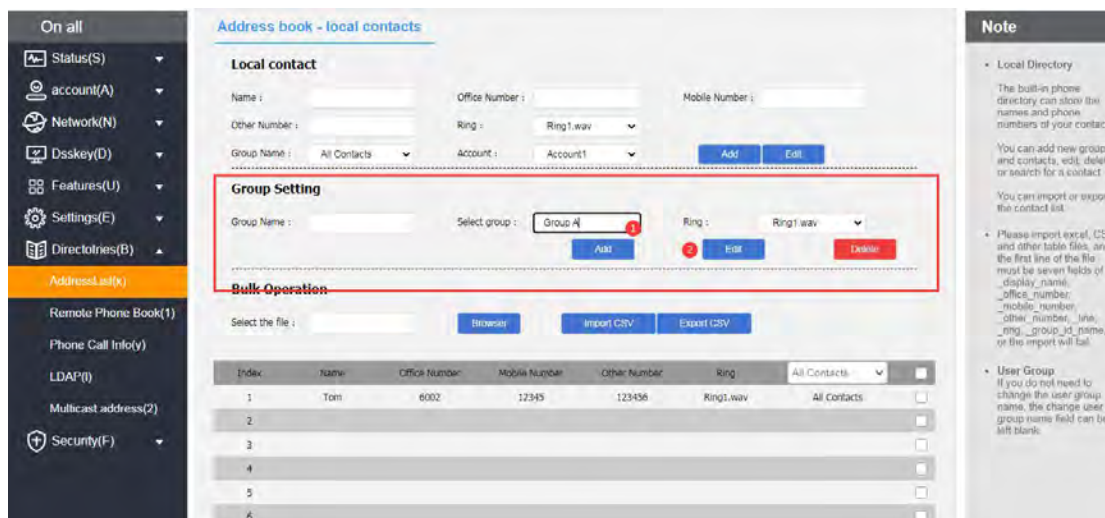 On all
Status(S)
account(A)
Network(N)
Dsskey(D)
Features(U)
Settings(E)
Directotries(B)
AddressList(x)
Remote Phone Book(1)
Phone Call Info(y)
LDAP(l)
Multicast address(2)
Security(F)
Address book - local contacts
Local contact
Name : Office Number : Mobile Number :
Other Number : Ring : Ring1.wav
Group Name : All Contacts Account : Account1 Add Edit
Group Setting
Group Name : Select group : Group A 1 Ring : Ring1.wav
Add 2 Edit Delete
Bulk Operation
Select the file : Browser Import CSV Export CSV
Index Name Office Number Mobile Number Other Number Ring All Contacts
1 Tom 6002 12345 123456 Ring1.wav All Contacts
2
3
4
5
6
Note
Local Directory
The built-in phone
directory can store the
names and phone
numbers of your contac
You can add new group
and contacts, edit, delet
or search for a contact
You can import or expor
the contact list.
Please import excel, CS
and other table files, an
the first line of the file
must be seven fields of
_display_name,
_office_number,
_mobile_number,
_other_number, _line,
_ring, _group_id_name,
or the import will fail.
User Group
If you do not need to
change the user group
name, the change user
group name field can be
left blank.